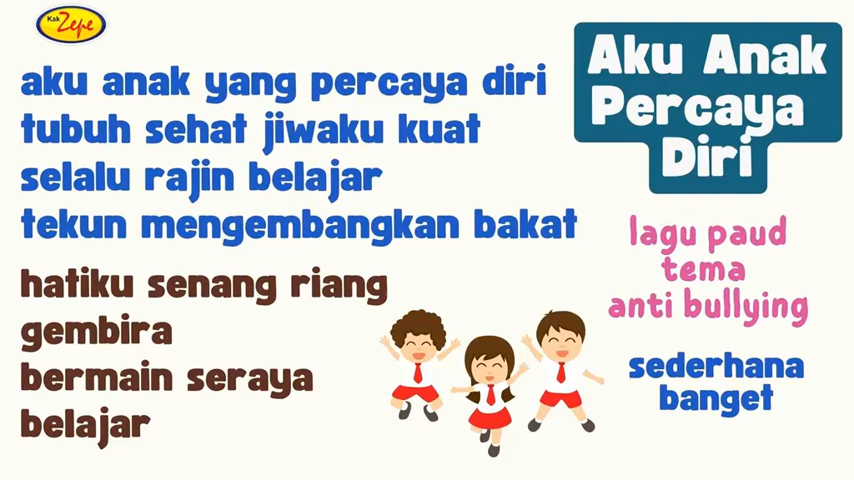 Kak
Zepe
aku anak yang percaya diri
tubuh sehat jiwaku kuat
selalu rajin belajar
tekun mengembangkan bakat
hatiku senang riang
gembira
bermain seraya
belajar
Aku Anak
Percaya
Diri
lagu paud
tema
anti bullying
sederhana
banget